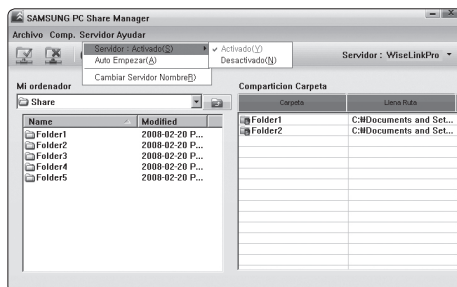 SAMSUNG PC Share Manager
Archivo Comp. Servidor Ayudar
Servidor : Activado(S)
✓ Activado(Y)
Auto Empezar(A)
Desactivado(N)
Cambiar Servidor NombreR)
Servidor : WiseLinkPro
Mi ordenador
Comparticion Carpeta
Share
Carpeta Llena Ruta
Name Modified
Folder1 C:₩Documents and Set...
Folder2 C:₩Documents and Set...
Folder1 2008-02-20 P...
Folder2 2008-02-20 P...
Folder3 2008-02-20 P...
Folder4 2008-02-20 P...
Folder5 2008-02-20 P...